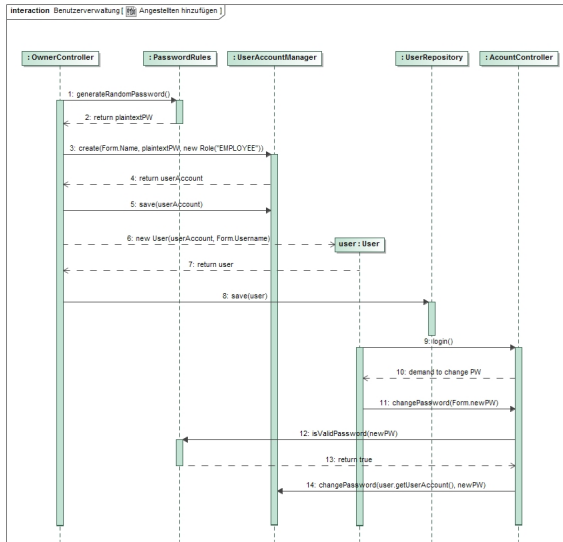 interaction Benutzerverwaltung [ Angestellten hinzufügen ]
: OwnerController
: PasswordRules
: UserAccountManager
: UserRepository
: AcountController
1: generateRandomPassword()
2: return plaintextPW
3: create(Form.Name, plaintextPW, new Role("EMPLOYEE"))
4: return userAccount
5: save(userAccount)
6: new User(userAccount, Form.Username)
user : User
7: return user
8: save(user)
9: login()
10: demand to change PW
11: changePassword(Form.newPW)
12: isValidPassword(newPW)
13: return true
14: changePassword(user.getUserAccount(), newPW)